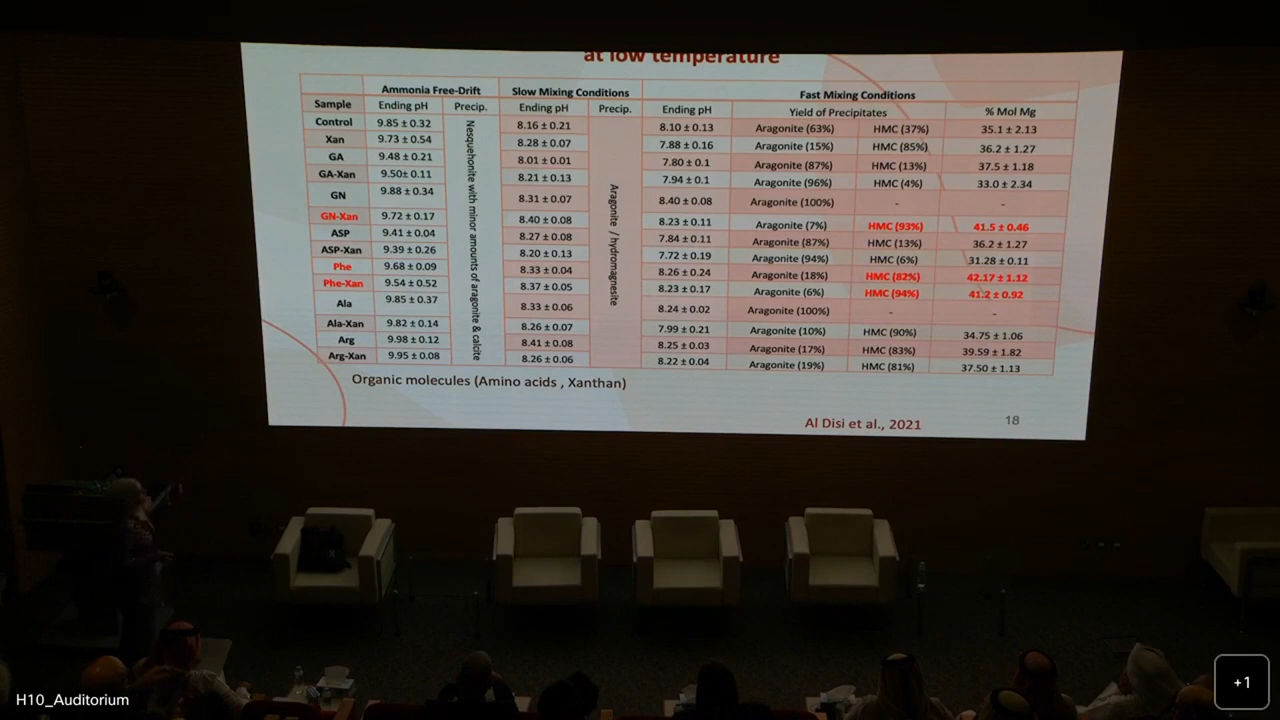 at low temperature
Ammonia Free-Drift Slow Mixing Conditions Fast Mixing Conditions
Sample Ending pH Precip. Ending pH Precip. Ending pH Yield of Precipitates % Mol Mg
Control 9.85 ± 0.32 8.16 ± 0.21 8.10 ± 0.13 Aragonite (63%) HMC (37%) 35.1 ± 2.13
Xan 9.73 ± 0.54 8.28 ± 0.07 7.88 ± 0.16 Aragonite (15%) HMC (85%) 36.2 ± 1.27
GA 9.48 ± 0.21 8.01 ± 0.01 7.80 ± 0.1 Aragonite (87%) HMC (13%) 37.5 ± 1.18
GA-Xan 9.50± 0.11 8.21 ± 0.13 7.94 ± 0.1 Aragonite (96%) HMC (4%) 33.0 ± 2.34
GN 9.88 ± 0.34 8.31 ± 0.07 8.40 ± 0.08 Aragonite (100%) - -
GN-Xan 9.72 ± 0.17 8.40 ± 0.08 8.23 ± 0.11 Aragonite (7%) HMC (93%) 41.5 ± 0.46
ASP 9.41 ± 0.04 8.27 ± 0.08 7.84 ± 0.11 Aragonite (87%) HMC (13%) 36.2 ± 1.27
ASP-Xan 9.39 ± 0.26 8.20 ± 0.13 7.72 ± 0.19 Aragonite (94%) HMC (6%) 31.28 ± 0.11
Phe 9.68 ± 0.09 8.33 ± 0.04 8.26 ± 0.24 Aragonite (18%) HMC (82%) 42.17 ± 1.12
Phe-Xan 9.54 ± 0.52 8.37 ± 0.05 8.23 ± 0.17 Aragonite (6%) HMC (94%) 41.2 ± 0.92
Ala 9.85 ± 0.37 8.33 ± 0.06 8.24 ± 0.02 Aragonite (100%) - -
Ala-Xan 9.82 ± 0.14 8.26 ± 0.07 7.99 ± 0.21 Aragonite (10%) HMC (90%) 34.75 ± 1.06
Arg 9.98 ± 0.12 8.41 ± 0.08 8.25 ± 0.03 Aragonite (17%) HMC (83%) 39.59 ± 1.82
Arg-Xan 9.95 ± 0.08 8.26 ± 0.06 8.22 ± 0.04 Aragonite (19%) HMC (81%) 37.50 ± 1.13
Nesquehonite with minor amounts of aragonite & calcite
Aragonite / hydromagnesite
Organic molecules (Amino acids , Xanthan)
Al Disi et al., 2021 18
H10_Auditorium
+1